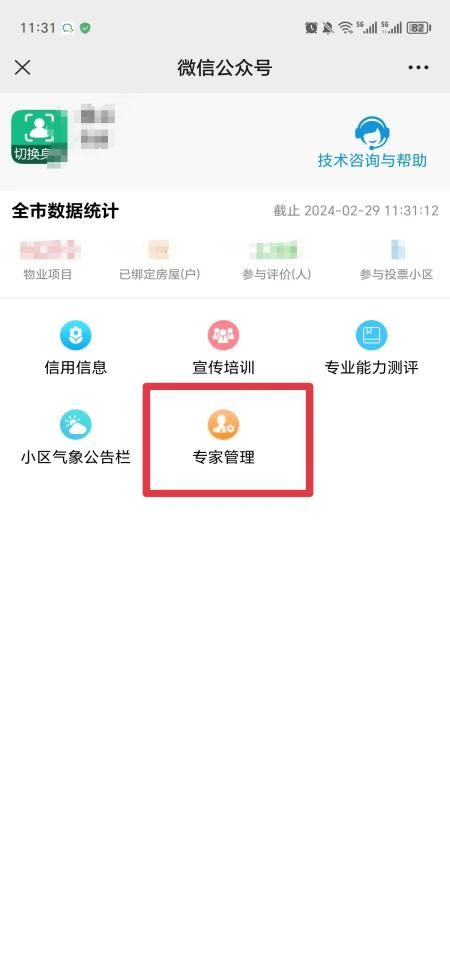 11:31
5G 5G 82
微信公众号
切换
技术咨询与帮助
全市数据统计
截止 2024-02-29 11:31:12
物业项目 已绑定房屋(户) 参与评价(人) 参与投票小区
信用信息 宣传培训 专业能力测评
小区气象公告栏 专家管理